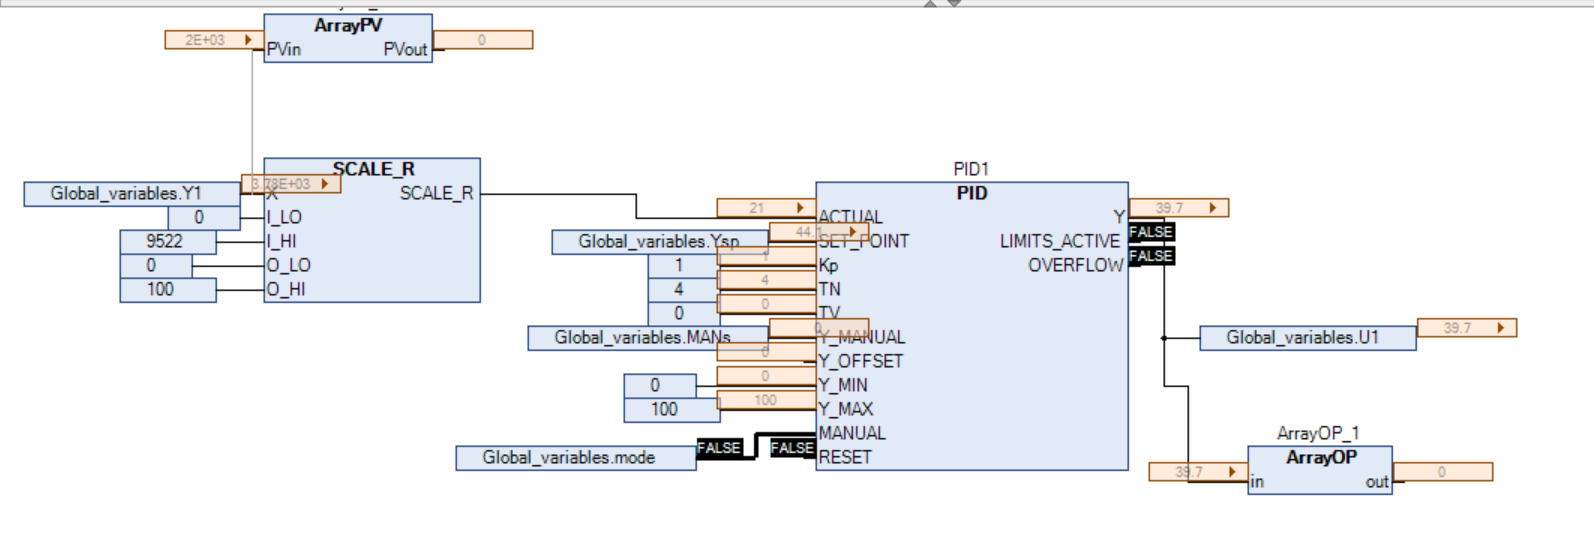 ArrayPV
2E+03
PVin
PVout
0
SCALE_R
3.78E+03
Global_variables.Y1
X
SCALE_R
0
I_LO
9522
I_HI
0
O_LO
100
O_HI
PID1
PID
21
ACTUAL
Y
39.7
44.1
Global_variables.Ysp
SET_POINT
LIMITS_ACTIVE
FALSE
1
1
Kp
OVERFLOW
FALSE
4
4
TN
0
0
TV
Global_variables.MANs
0
Y_MANUAL
Global_variables.U1
39.7
0
Y_OFFSET
0
0
Y_MIN
100
100
Y_MAX
MANUAL
Global_variables.mode
FALSE
FALSE
RESET
ArrayOP_1
ArrayOP
39.7
in
out
0